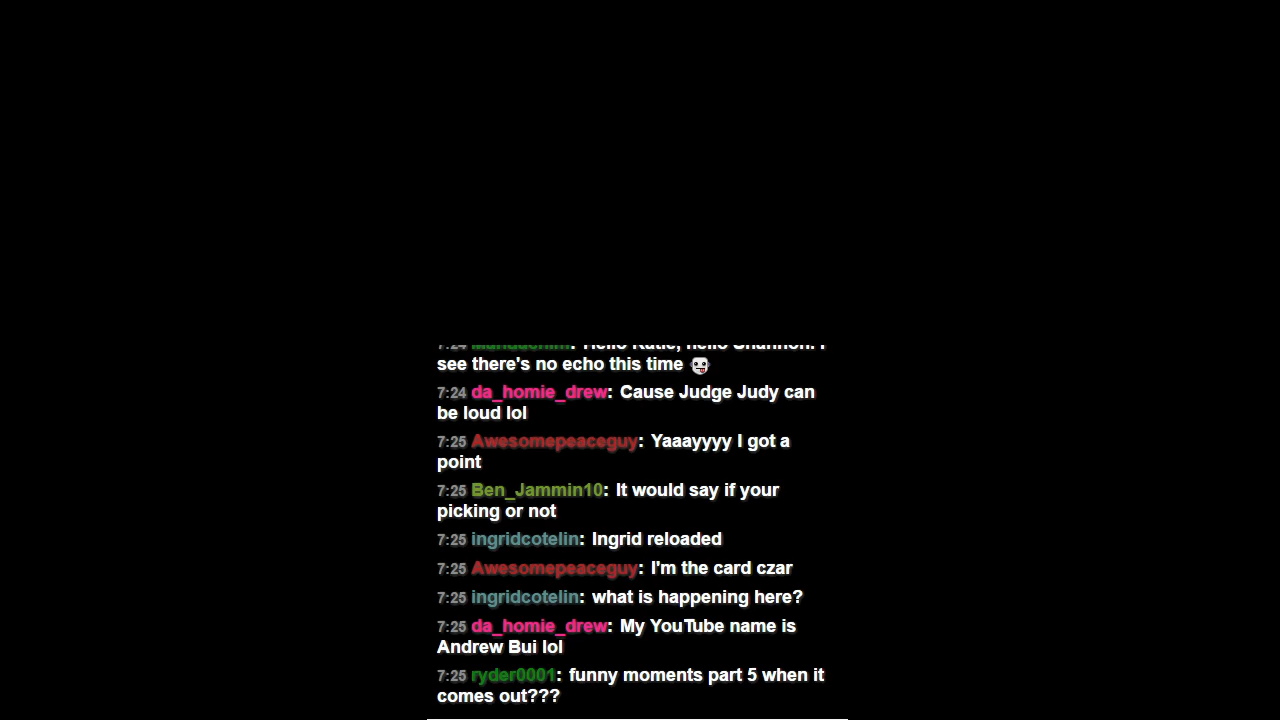 see there's no echo this time
7:24 da_homie_drew: Cause Judge Judy can
be loud lol
7:25 Awesomepeaceguy: Yaaayyyy I got a
point
7:25 Ben_Jammin10: It would say if your
picking or not
7:25 ingridcotelin: Ingrid reloaded
7:25 Awesomepeaceguy: I'm the card czar
7:25 ingridcotelin: what is happening here?
7:25 da_homie_drew: My YouTube name is
Andrew Bui lol
7:25 ryder0001: funny moments part 5 when it
comes out???